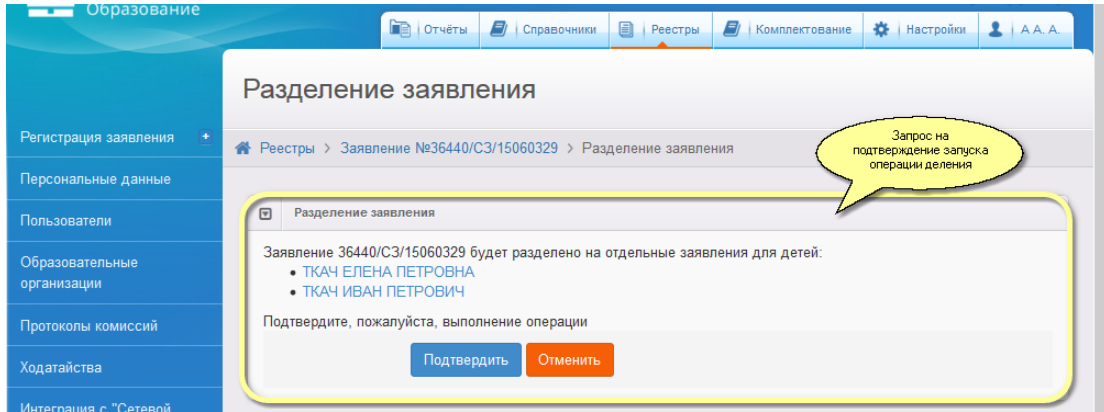 Образование
Отчёты
Справочники
Реестры
Комплектование
Настройки
А А. А.
Разделение заявления
Регистрация заявления
Персональные данные
Пользователи
Образовательные
организации
Протоколы комиссий
Ходатайства
Интеграция с "Сетевой
Реестры > Заявление №36440/СЗ/15060329 > Разделение заявления
Запрос на
подтверждение запуска
операции деления
Разделение заявления
Заявление 36440/СЗ/15060329 будет разделено на отдельные заявления для детей:
• ТКАЧ ЕЛЕНА ПЕТРОВНА
• ТКАЧ ИВАН ПЕТРОВИЧ
Подтвердите, пожалуйста, выполнение операции
Подтвердить
Отменить